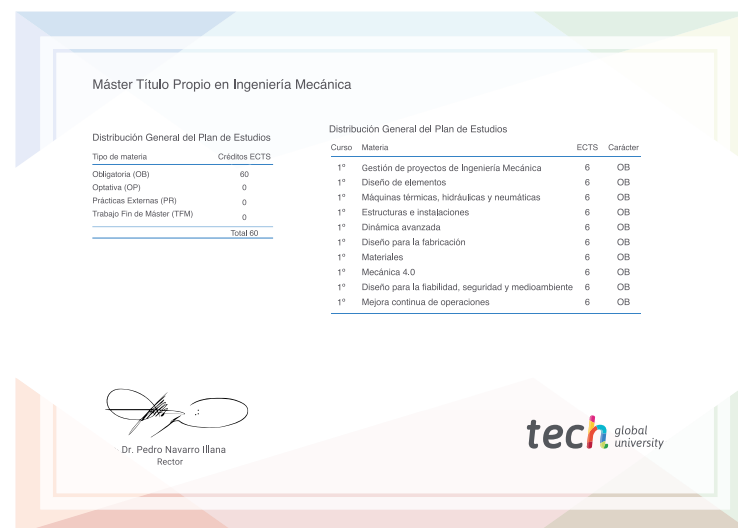 Máster Título Propio en Ingeniería Mecánica
Distribución General del Plan de Estudios
Tipo de materia Créditos ECTS
Obligatoria (OB) 60
Optativa (OP) 0
Prácticas Externas (PR) 0
Trabajo Fin de Máster (TFM) 0
Total 60
Distribución General del Plan de Estudios
Curso Materia ECTS Carácter
1º Gestión de proyectos de Ingeniería Mecánica 6 OB
1º Diseño de elementos 6 OB
1º Máquinas térmicas, hidráulicas y neumáticas 6 OB
1º Estructuras e instalaciones 6 OB
1º Dinámica avanzada 6 OB
1º Diseño para la fabricación 6 OB
1º Materiales 6 OB
1º Mecánica 4.0 6 OB
1º Diseño para la fiabilidad, seguridad y medioambiente 6 OB
1º Mejora continua de operaciones 6 OB
Dr. Pedro Navarro Illana
Rector
tech global
university